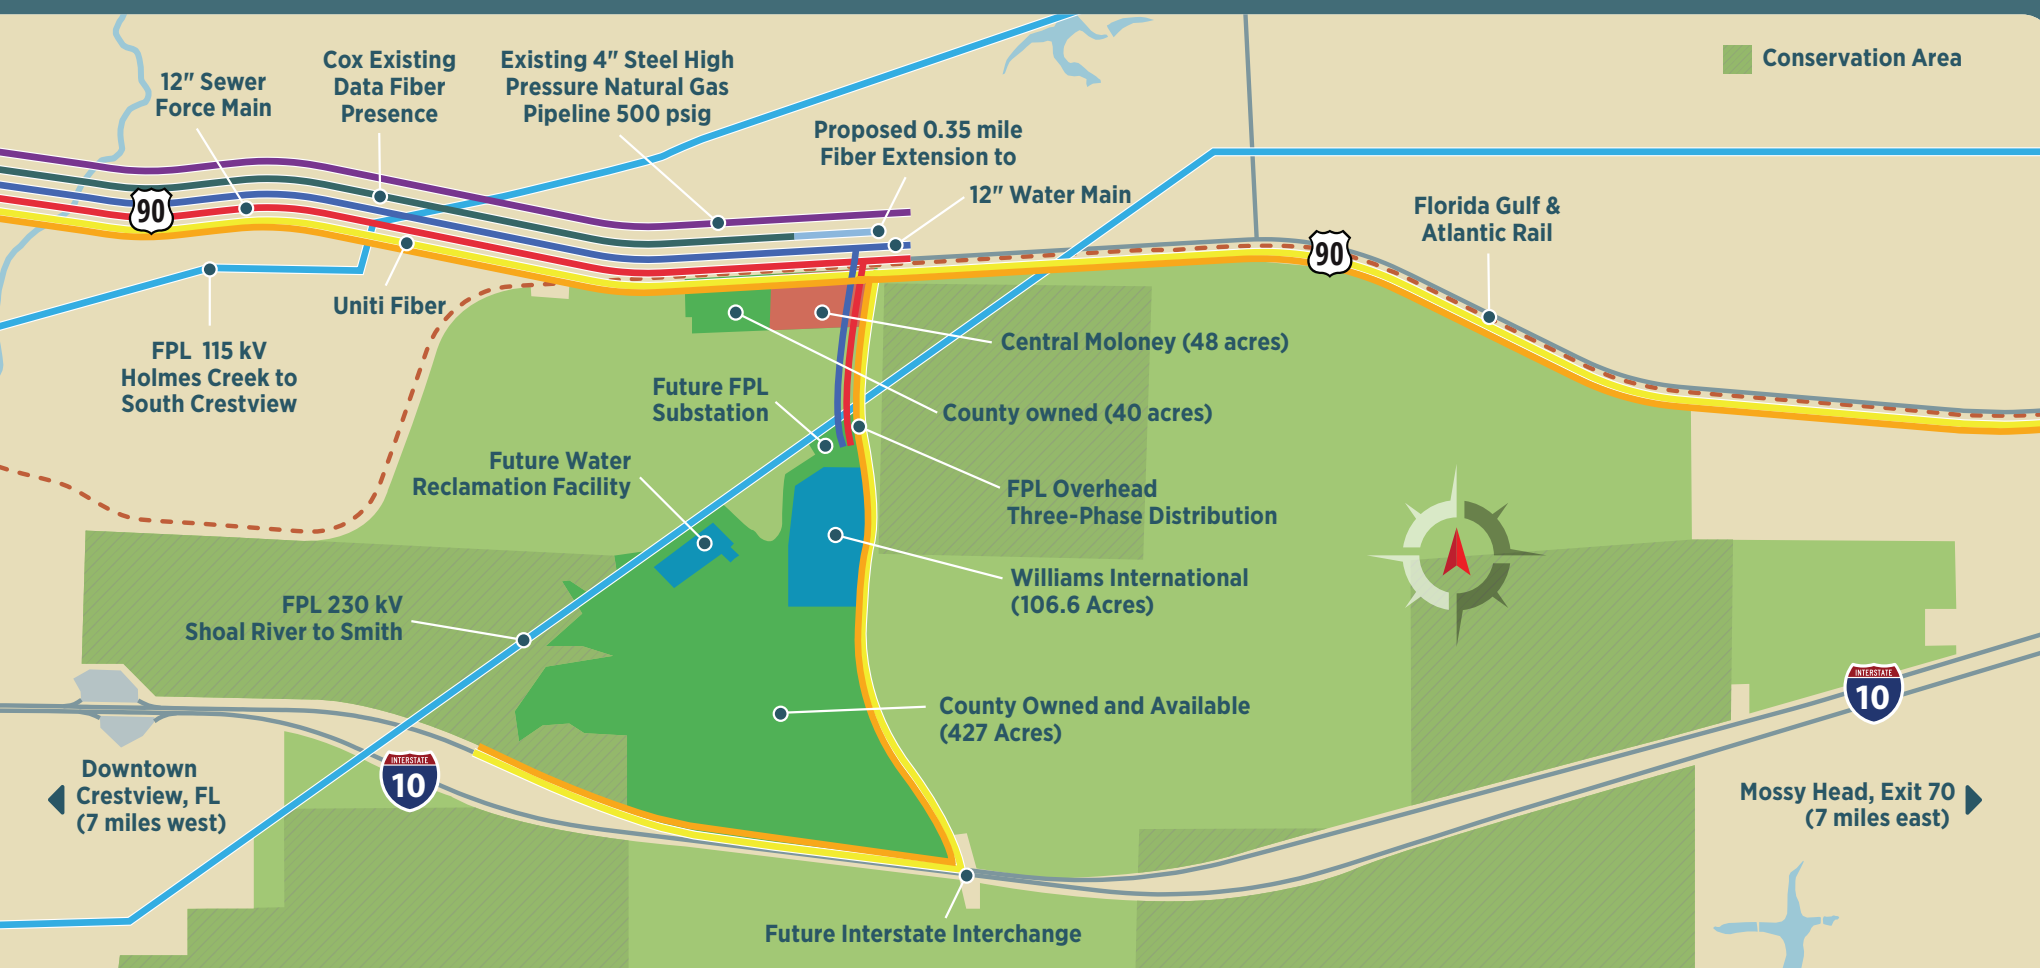 Conservation Area
12" Sewer
Force Main
Cox Existing
Data Fiber
Presence
Existing 4" Steel High
Pressure Natural Gas
Pipeline 500 psig
Proposed 0.35 mile
Fiber Extension to
12" Water Main
Florida Gulf &
Atlantic Rail
90
90
Uniti Fiber
FPL 115 kV
Holmes Creek to
South Crestview
Central Moloney (48 acres)
Future FPL
Substation
County owned (40 acres)
Future Water
Reclamation Facility
FPL Overhead
Three-Phase Distribution
Williams International
(106.6 Acres)
FPL 230 kV
Shoal River to Smith
County Owned and Available
(427 Acres)
INTERSTATE
10
INTERSTATE
10
Downtown
Crestview, FL
(7 miles west)
Mossy Head, Exit 70
(7 miles east)
Future Interstate Interchange